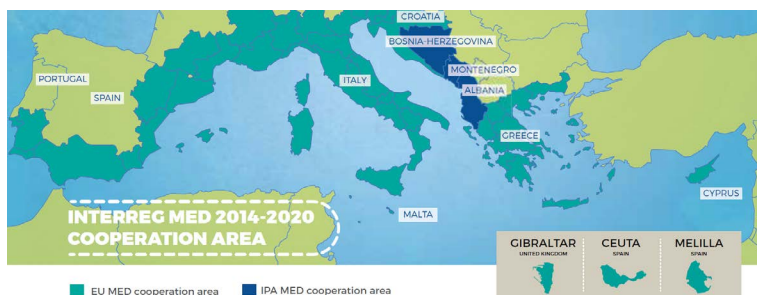 CROATIA
BOSNIA-HERZEGOVINA
MONTENEGRO
ALBANIA
PORTUGAL
SPAIN
ITALY
GREECE
CYPRUS
MALTA
INTERREG MED 2014-2020
COOPERATION AREA
GIBRALTAR
UNITED KINGDOM
CEUTA
SPAIN
MELILLA
SPAIN
EU MED cooperation area
IPA MED cooperation area